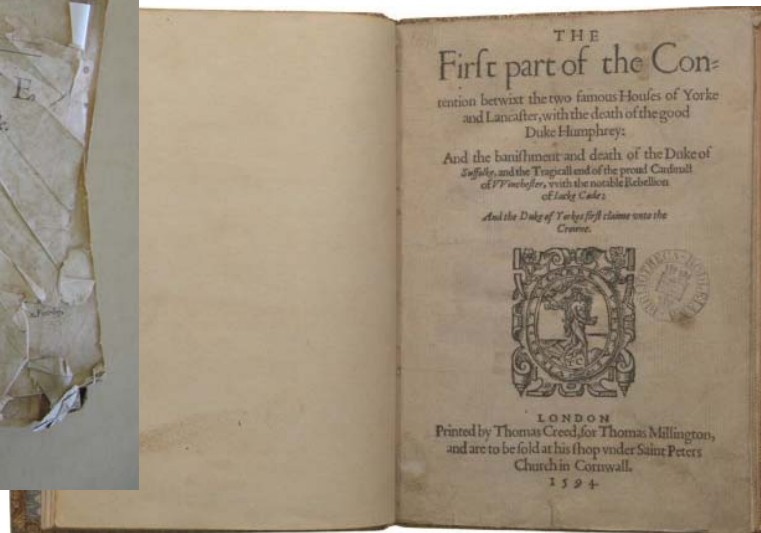 E,
THE
Firſt part of the Con=
tention betwixt the two famous Houſes of Yorke
and Lancaſter, with the death of the good
Duke Humphrey:
And the baniſhment and death of the Duke of
Suffolke, and the Tragicall end of the proud Cardinall
of VVincheſter, vvith the notable Rebellion
of Iacke Cade:
And the Duke of Yorkes firſt claime vnto the
Crowne.
LONDON
Printed by Thomas Creed, for Thomas Millington,
and are to be ſold at his ſhop vnder Saint Peters
Church in Cornwall.
1594